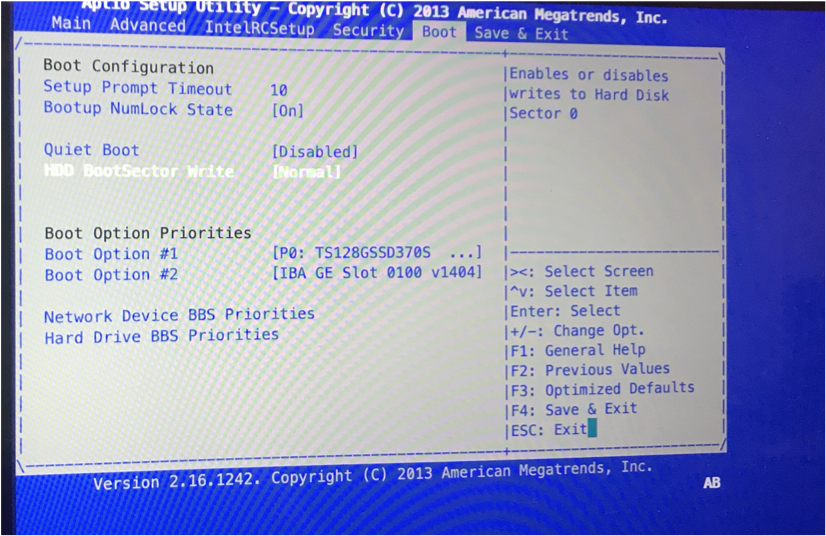 Aptio Setup Utility – Copyright (C) 2013 American Megatrends, Inc.
Main Advanced IntelRCSetup Security Boot Save & Exit
Boot Configuration
Setup Prompt Timeout 10
Bootup NumLock State [On]
Quiet Boot [Disabled]
HDD BootSector Write [Normal]
Boot Option Priorities
Boot Option #1 [P0: TS128GSSD370S ...]
Boot Option #2 [IBA GE Slot 0100 v1404]
Network Device BBS Priorities
Hard Drive BBS Priorities
Enables or disables
writes to Hard Disk
Sector 0
><: Select Screen
^v: Select Item
Enter: Select
+/-: Change Opt.
F1: General Help
F2: Previous Values
F3: Optimized Defaults
F4: Save & Exit
ESC: Exit
Version 2.16.1242. Copyright (C) 2013 American Megatrends, Inc.
AB